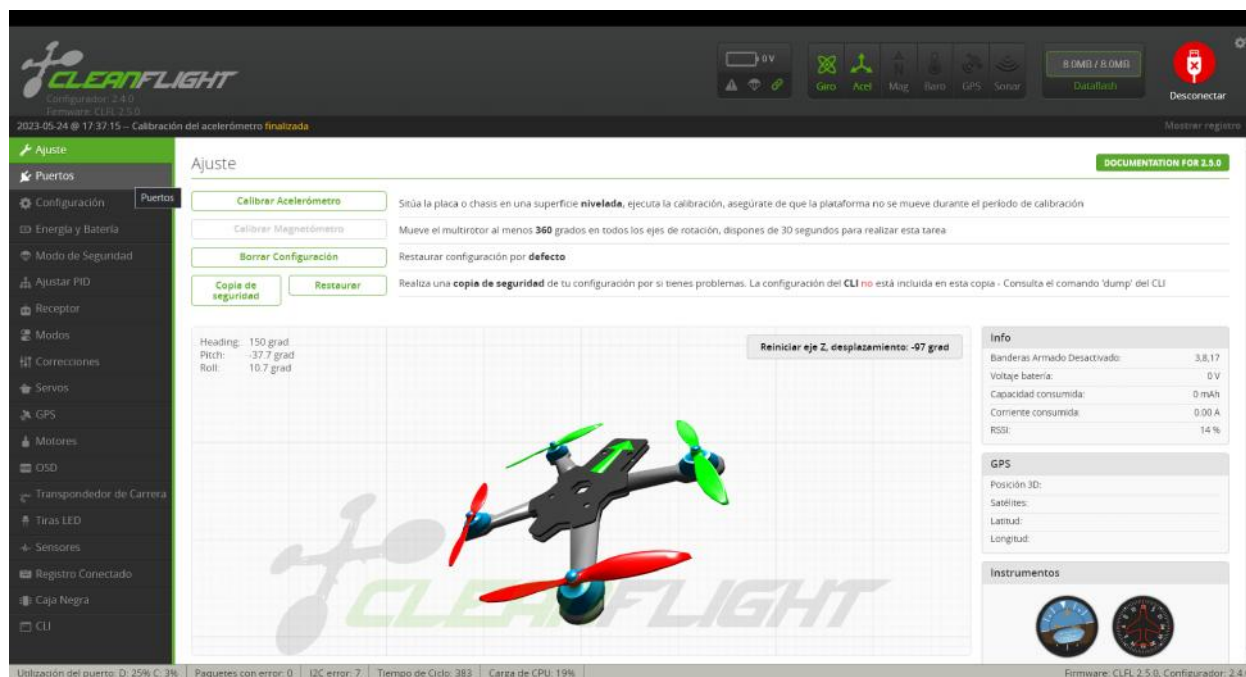 CLEANFLIGHT
Configurador: 2.4.0
Firmware: CLFL 2.5.0
0 V
Giro Acel Mag Baro GPS Sonar
8.0MB / 8.0MB
Dataflash
Desconectar
2023-05-24 @ 17:37:15 -- Calibración del acelerómetro finalizada
Mostrar registro
Ajuste
Puertos
Puertos
Configuración
Energía y Batería
Modo de Seguridad
Ajustar PID
Receptor
Modos
Correcciones
Servos
GPS
Motores
OSD
Transpondedor de Carrera
Tiras LED
Sensores
Registro Conectado
Caja Negra
CLI
Ajuste
DOCUMENTATION FOR 2.5.0
Calibrar Acelerómetro
Sitúa la placa o chasis en una superficie nivelada, ejecuta la calibración, asegúrate de que la plataforma no se mueve durante el período de calibración
Calibrar Magnetómetro
Mueve el multirotor al menos 360 grados en todos los ejes de rotación, dispones de 30 segundos para realizar esta tarea
Borrar Configuración
Restaurar configuración por defecto
Copia de
seguridad
Restaurar
Realiza una copia de seguridad de tu configuración por si tienes problemas. La configuración del CLI no está incluida en esta copia - Consulta el comando 'dump' del CLI
Heading: 150 grad
Pitch: -37.7 grad
Roll: 10.7 grad
Reiniciar eje Z, desplazamiento: -97 grad
CLEANFLIGHT
Info
Banderas Armado Desactivado: 3,8,17
Voltaje batería: 0 V
Capacidad consumida: 0 mAh
Corriente consumida: 0.00 A
RSSI: 14 %
GPS
Posición 3D:
Satélites:
Latitud:
Longitud:
Instrumentos
Utilización del puerto: D: 25% C: 3%
Paquetes con error: 0
I2C error: 7
Tiempo de Ciclo: 383
Carga de CPU: 19%
Firmware: CLFL 2.5.0, Configurador: 2.4.0